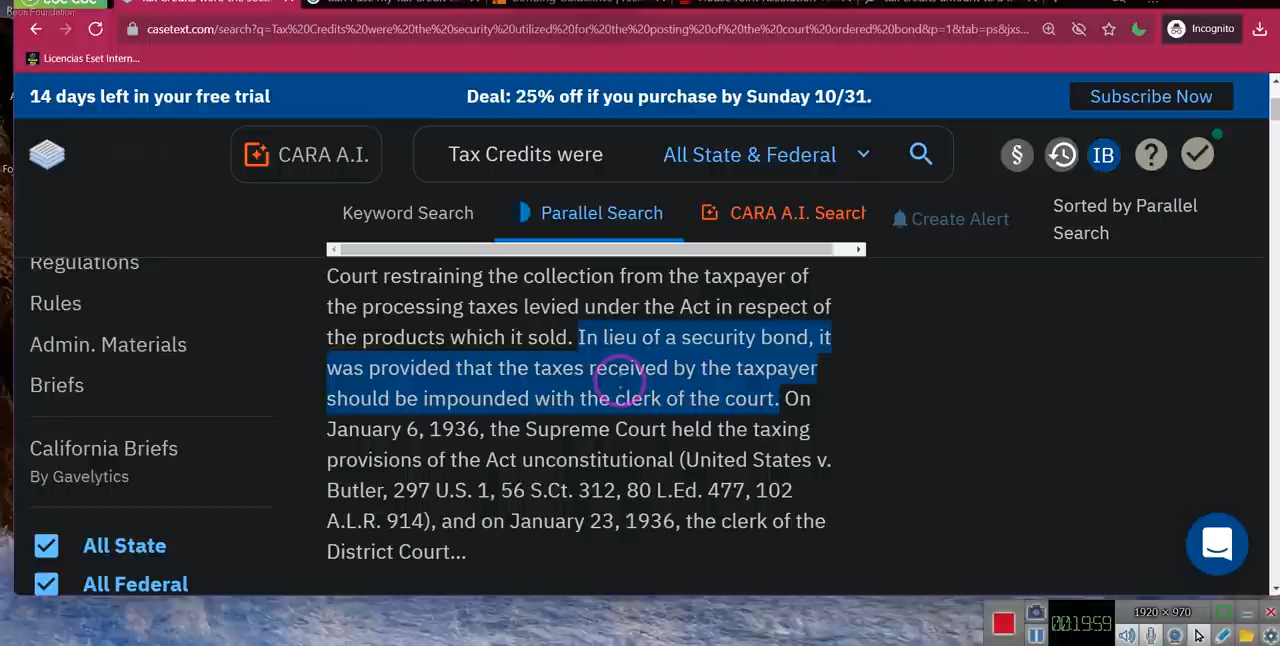 casetext.com/search?q=Tax%20Credits%20were%20the%20security%20utilized%20for%20the%20posting%20of%20the%20court%20ordered%20bond&p=1&tab=ps&jxs...
Incognito
Licencias Eset Intern...
14 days left in your free trial
Deal: 25% off if you purchase by Sunday 10/31.
Subscribe Now
CARA A.I.
Tax Credits were
All State & Federal
§
IB
?
Keyword Search
Parallel Search
CARA A.I. Search
Create Alert
Sorted by Parallel
Search
Regulations
Rules
Admin. Materials
Briefs
California Briefs
By Gavelytics
All State
All Federal
Court restraining the collection from the taxpayer of
the processing taxes levied under the Act in respect of
the products which it sold. In lieu of a security bond, it
was provided that the taxes received by the taxpayer
should be impounded with the clerk of the court. On
January 6, 1936, the Supreme Court held the taxing
provisions of the Act unconstitutional (United States v.
Butler, 297 U.S. 1, 56 S.Ct. 312, 80 L.Ed. 477, 102
A.L.R. 914), and on January 23, 1936, the clerk of the
District Court...
00:19:59
1920 × 970